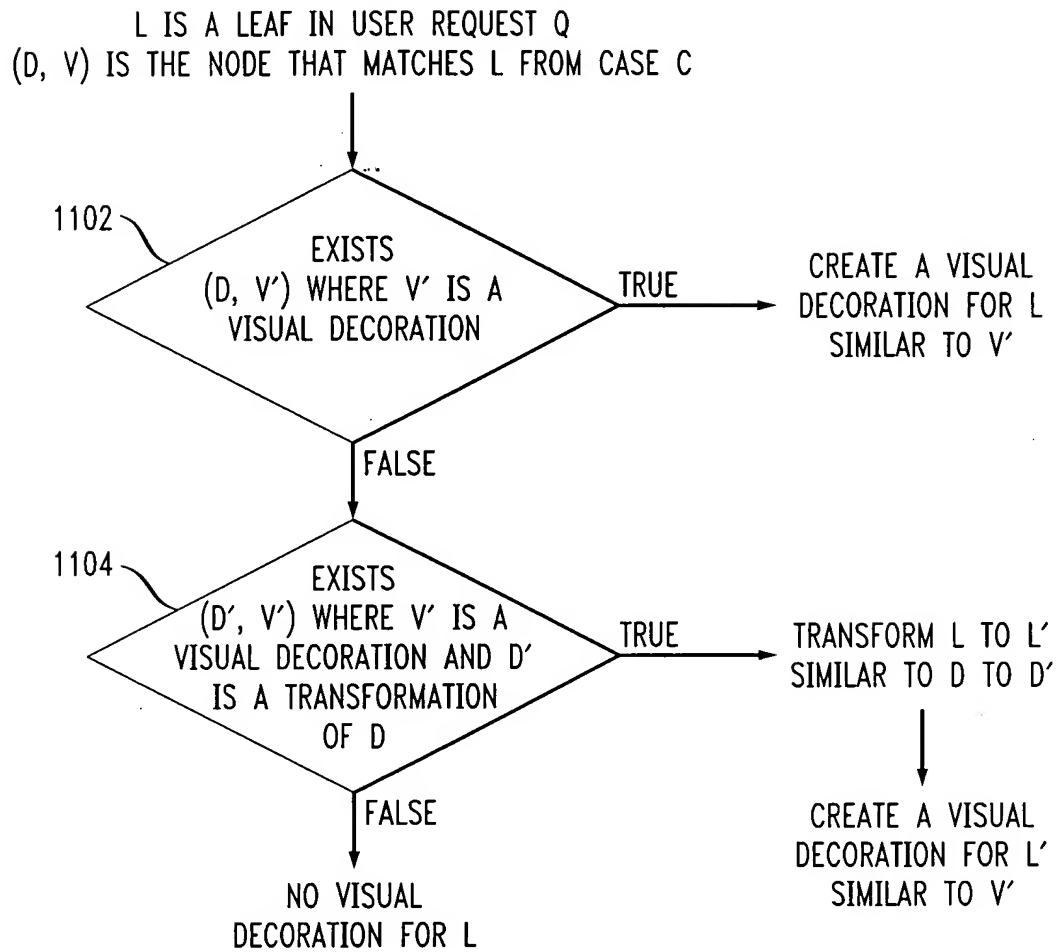 L IS A LEAF IN USER REQUEST Q
(D, V) IS THE NODE THAT MATCHES L FROM CASE C
1102
EXISTS
(D, V′) WHERE V′ IS A
VISUAL DECORATION
TRUE
CREATE A VISUAL
DECORATION FOR L
SIMILAR TO V′
FALSE
1104
EXISTS
(D′, V′) WHERE V′ IS A
VISUAL DECORATION AND D′
IS A TRANSFORMATION
OF D
TRUE
TRANSFORM L TO L′
SIMILAR TO D TO D′
CREATE A VISUAL
DECORATION FOR L′
SIMILAR TO V′
FALSE
NO VISUAL
DECORATION FOR L